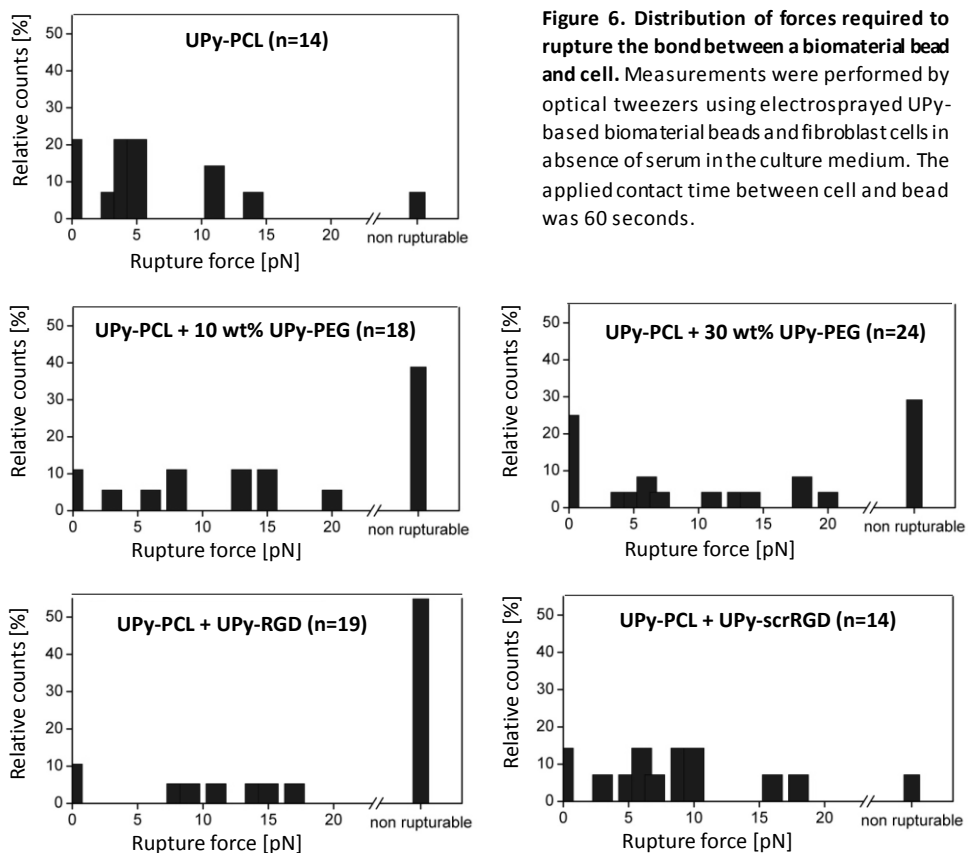 UPy-PCL (n=14)
Relative counts [%]
50
40
30
20
10
0
0 5 10 15 20 non rupturable
Rupture force [pN]
Figure 6. Distribution of forces required to
rupture the bond between a biomaterial bead
and cell. Measurements were performed by
optical tweezers using electrosprayed UPy-
based biomaterial beads and fibroblast cells in
absence of serum in the culture medium. The
applied contact time between cell and bead
was 60 seconds.
UPy-PCL + 10 wt% UPy-PEG (n=18)
Relative counts [%]
50
40
30
20
10
0
0 5 10 15 20 non rupturable
Rupture force [pN]
UPy-PCL + 30 wt% UPy-PEG (n=24)
Relative counts [%]
50
40
30
20
10
0
0 5 10 15 20 non rupturable
Rupture force [pN]
UPy-PCL + UPy-RGD (n=19)
Relative counts [%]
50
40
30
20
10
0
0 5 10 15 20 non rupturable
Rupture force [pN]
UPy-PCL + UPy-scrRGD (n=14)
Relative counts [%]
50
40
30
20
10
0
0 5 10 15 20 non rupturable
Rupture force [pN]